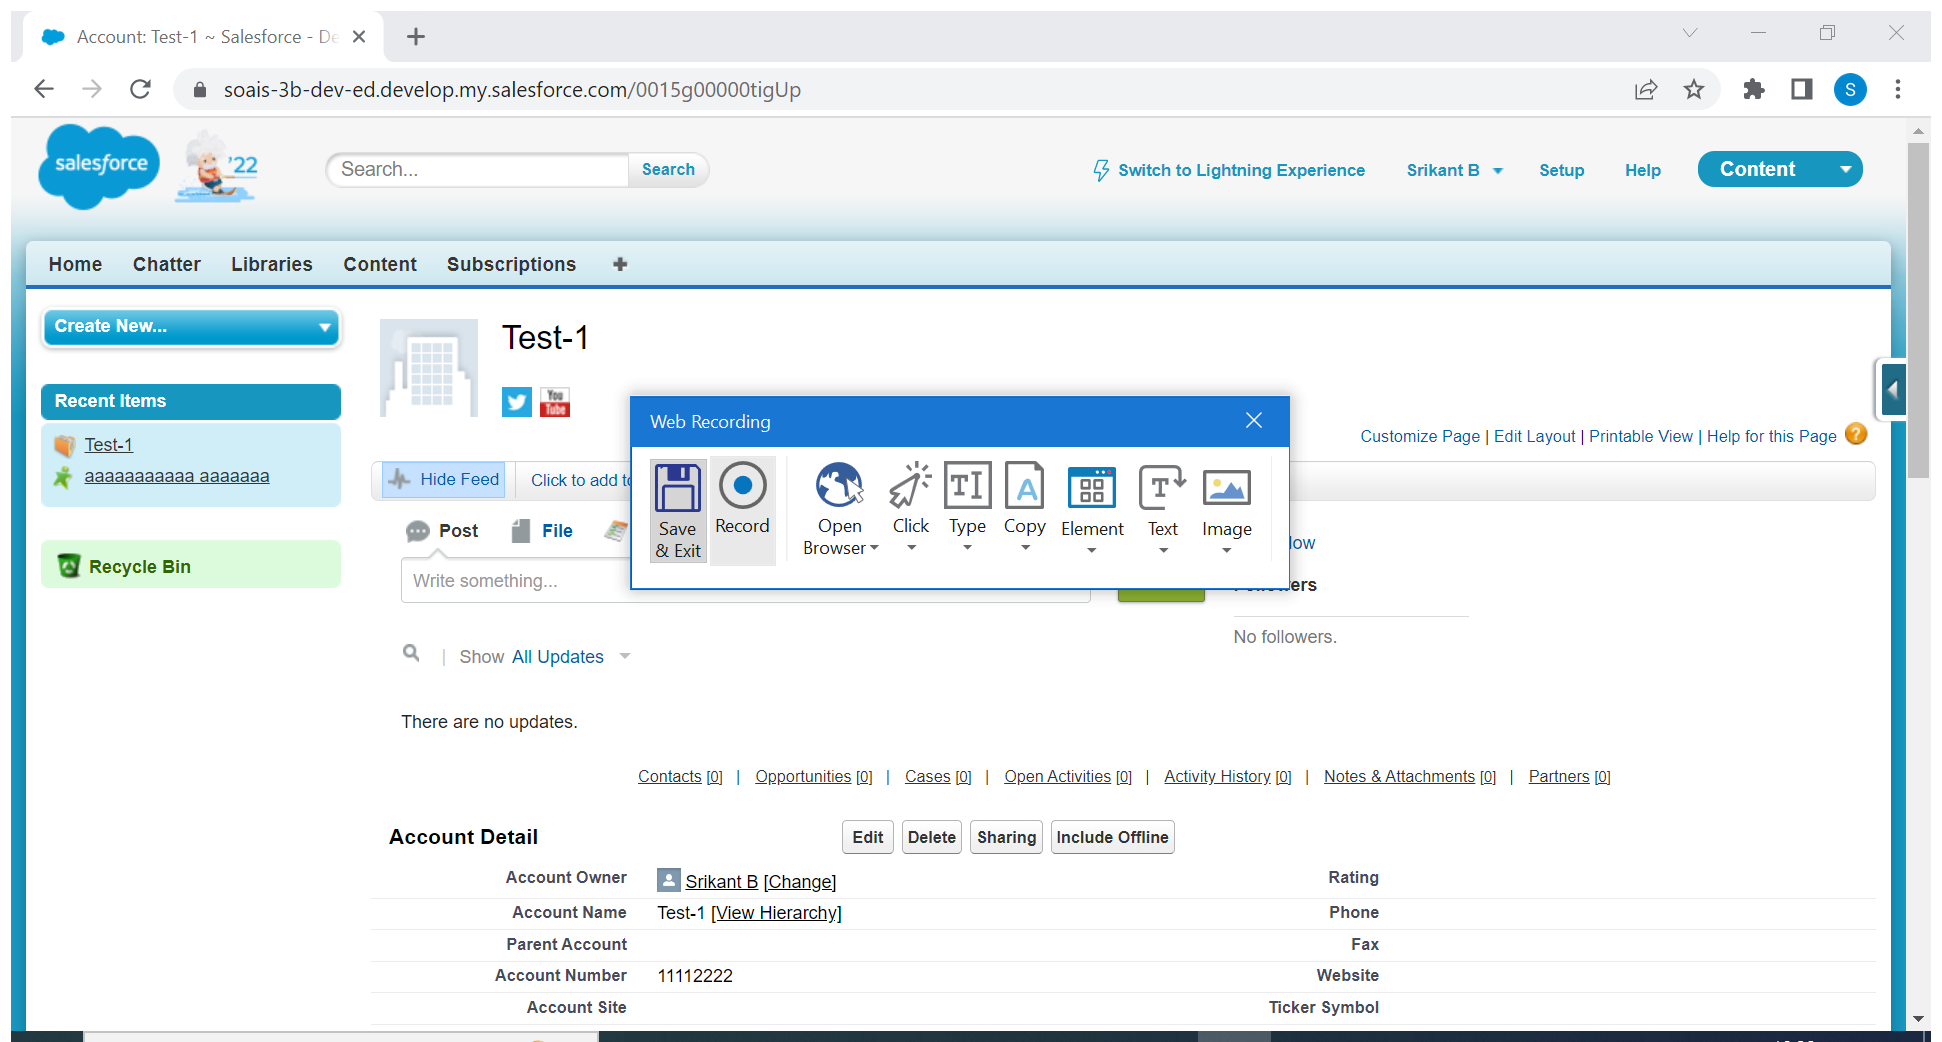 Account: Test-1 ~ Salesforce - De
soais-3b-dev-ed.develop.my.salesforce.com/0015g00000tigUp
S
salesforce
'22
Search...
Search
Switch to Lightning Experience
Srikant B
Setup
Help
Content
Home
Chatter
Libraries
Content
Subscriptions
Create New...
Recent Items
Test-1
aaaaaaaaaaa aaaaaaa
Recycle Bin
Test-1
You
Tube
Customize Page | Edit Layout | Printable View | Help for this Page
?
Hide Feed
Click to add to
Post
File
Write something...
Web Recording
Save
& Exit
Record
Open
Browser
Click
Type
Copy
Element
Text
Image
low
Followers
No followers.
Show All Updates
There are no updates.
Contacts [0] | Opportunities [0] | Cases [0] | Open Activities [0] | Activity History [0] | Notes & Attachments [0] | Partners [0]
Account Detail
Edit
Delete
Sharing
Include Offline
Account Owner Srikant B [Change] Rating
Account Name Test-1 [View Hierarchy] Phone
Parent Account Fax
Account Number 11112222 Website
Account Site Ticker Symbol